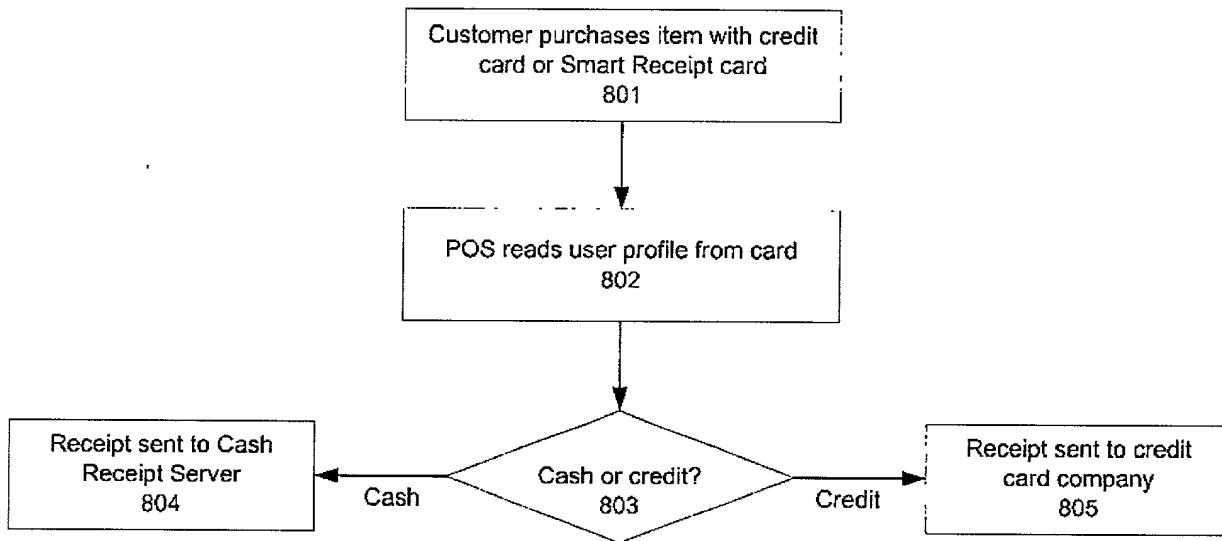 Customer purchases item with credit
card or Smart Receipt card
801
POS reads user profile from card
802
Receipt sent to Cash
Receipt Server
804
Cash
Cash or credit?
803
Credit
Receipt sent to credit
card company
805